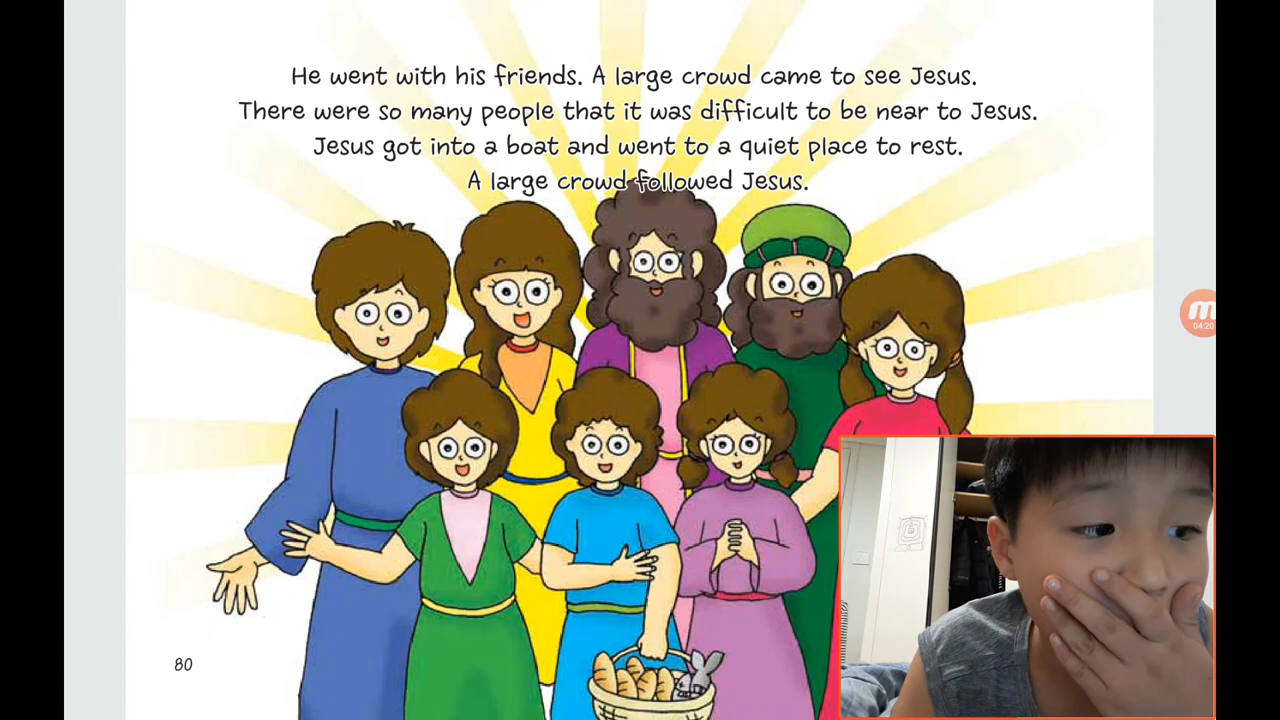 He went with his friends. A large crowd came to see Jesus.
There were so many people that it was difficult to be near to Jesus.
Jesus got into a boat and went to a quiet place to rest.
A large crowd followed Jesus.
04:20
80